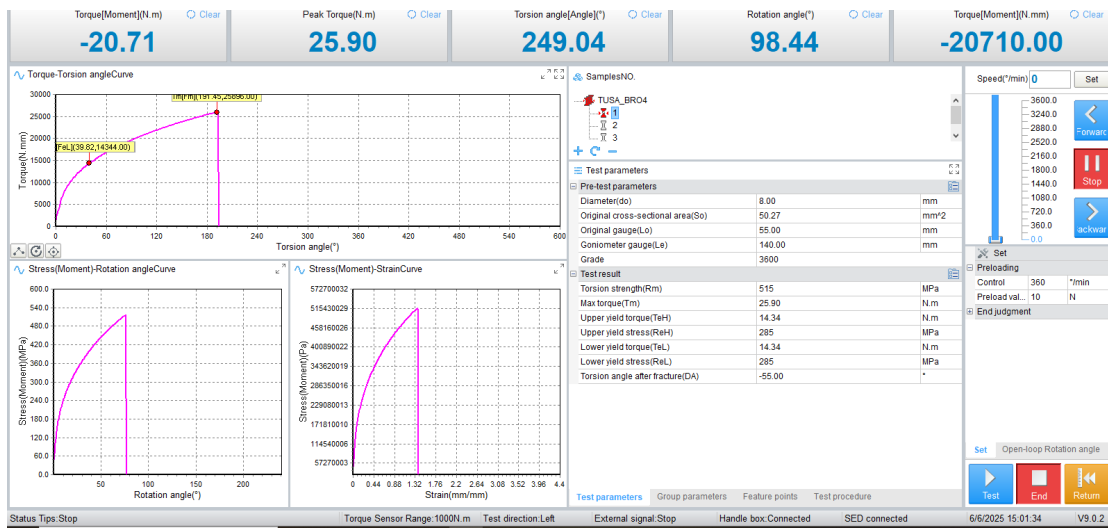 Torque[Moment](N.m) Clear Peak Torque(N.m) Clear Torsion angle[Angle](°) Clear Rotation angle(°) Clear Torque[Moment](N.mm) Clear
-20.71 25.90 249.04 98.44 -20710.00
Torque-Torsion angleCurve
Tm[Fm](191.45,25896.00)
[FeL](39.82,14344.00)
Torque(N.mm)
30000
25000
20000
15000
10000
5000
0
0 60 120 180 240 300 360 420 480 540 600
Torsion angle(°)
Stress(Moment)-Rotation angleCurve
Stress(Moment)(MPa)
600.0
540.0
480.0
420.0
360.0
300.0
240.0
180.0
120.0
60.0
0.0
50 100 150 200
Rotation angle(°)
Stress(Moment)-StrainCurve
Stress(Moment)(Pa)
572700032
515430029
458160026
400890022
343620019
286350016
229080013
171810010
114540006
57270003
0 0.44 0.88 1.32 1.76 2.2 2.64 3.08 3.52 3.96 4.4
Strain(mm/mm)
SamplesNO.
TUSA_BRO4
1
2
3
Test parameters
Pre-test parameters
Diameter(do) 8.00 mm
Original cross-sectional area(So) 50.27 mm^2
Original gauge(Lo) 55.00 mm
Goniometer gauge(Le) 140.00 mm
Grade 3600
Test result
Torsion strength(Rm) 515 MPa
Max torque(Tm) 25.90 N.m
Upper yield torque(TeH) 14.34 N.m
Upper yield stress(ReH) 285 MPa
Lower yield torque(TeL) 14.34 N.m
Lower yield stress(ReL) 285 MPa
Torsion angle after fracture(DA) -55.00 °
Test parameters Group parameters Feature points Test procedure
Speed(°/min) 0 Set
3600.0
3240.0
2880.0
2520.0
2160.0
1800.0
1440.0
1080.0
720.0
360.0
0.0
Forward
Stop
ackwar
Set
Preloading
Control 360 °/min
Preload val... 10 N
End judgment
Set Open-loop Rotation angle
Test End Return
Status Tips:Stop Torque Sensor Range:1000N.m Test direction:Left External signal:Stop Handle box:Connected SED connected 6/6/2025 15:01:34 V9.0.2